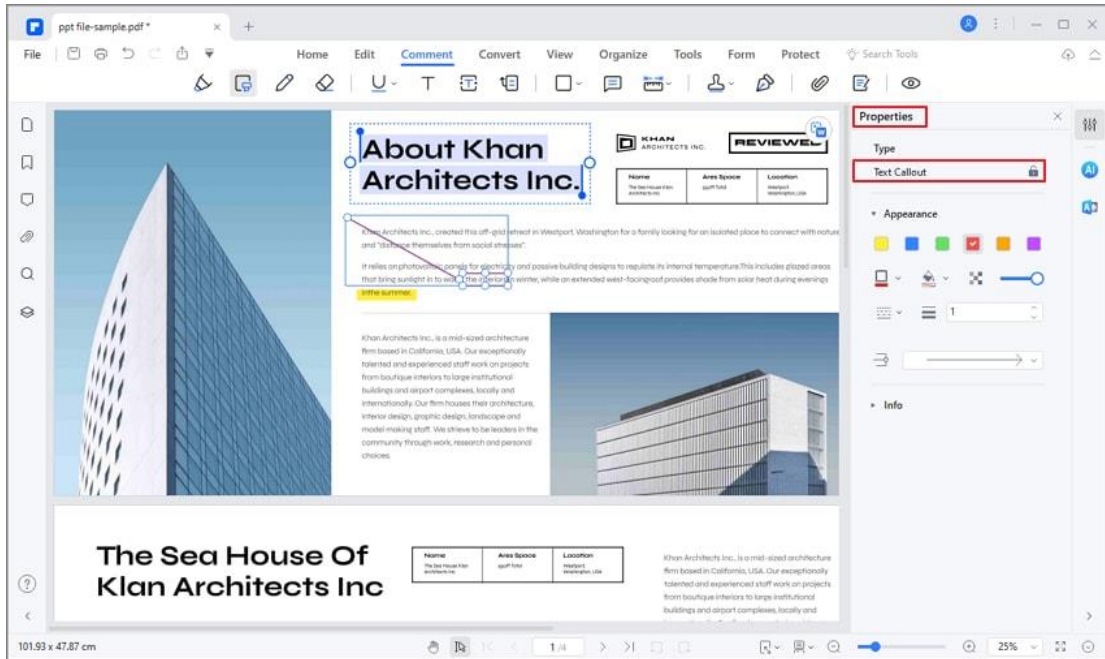 ppt file-sample.pdf *
File
Home Edit Comment Convert View Organize Tools Form Protect Search Tools
About Khan
Architects Inc.
KHAN
ARCHITECTS INC.
REVIEWED
Name Area Space Location
Properties
Type
Text Callout
Appearance
1
Info
Khan Architects Inc., created this off-grid retreat in Westport, Washington for a family looking for an isolated place to connect with nature
and "distance themselves from social stresses".
It relies on photovoltaic panels for electricity and passive building designs to regulate its internal temperature.This includes glazed areas
that bring sunlight in to warm the interiors in winter, while an extended west-facingroof provides shade from solar heat during evenings
inthe summer.
Khan Architects Inc., is a mid-sized architecture
firm based in California, USA. Our exceptionally
talented and experienced staff work on projects
from boutique interiors to large institutional
buildings and airport complexes, locally and
internationally. Our firm houses their architecture,
interior design, graphic design, landscape and
model making staff. We strieve to be leaders in the
community through work, research and personal
choices.
The Sea House Of
Klan Architects Inc
Name Area Space Location
Khan Architects Inc., is a mid-sized architecture
firm based in California, USA. Our exceptionally
talented and experienced staff work on projects
from boutique interiors to large institutional
buildings and airport complexes, locally and
101.93 x 47.87 cm
1 /4
25%